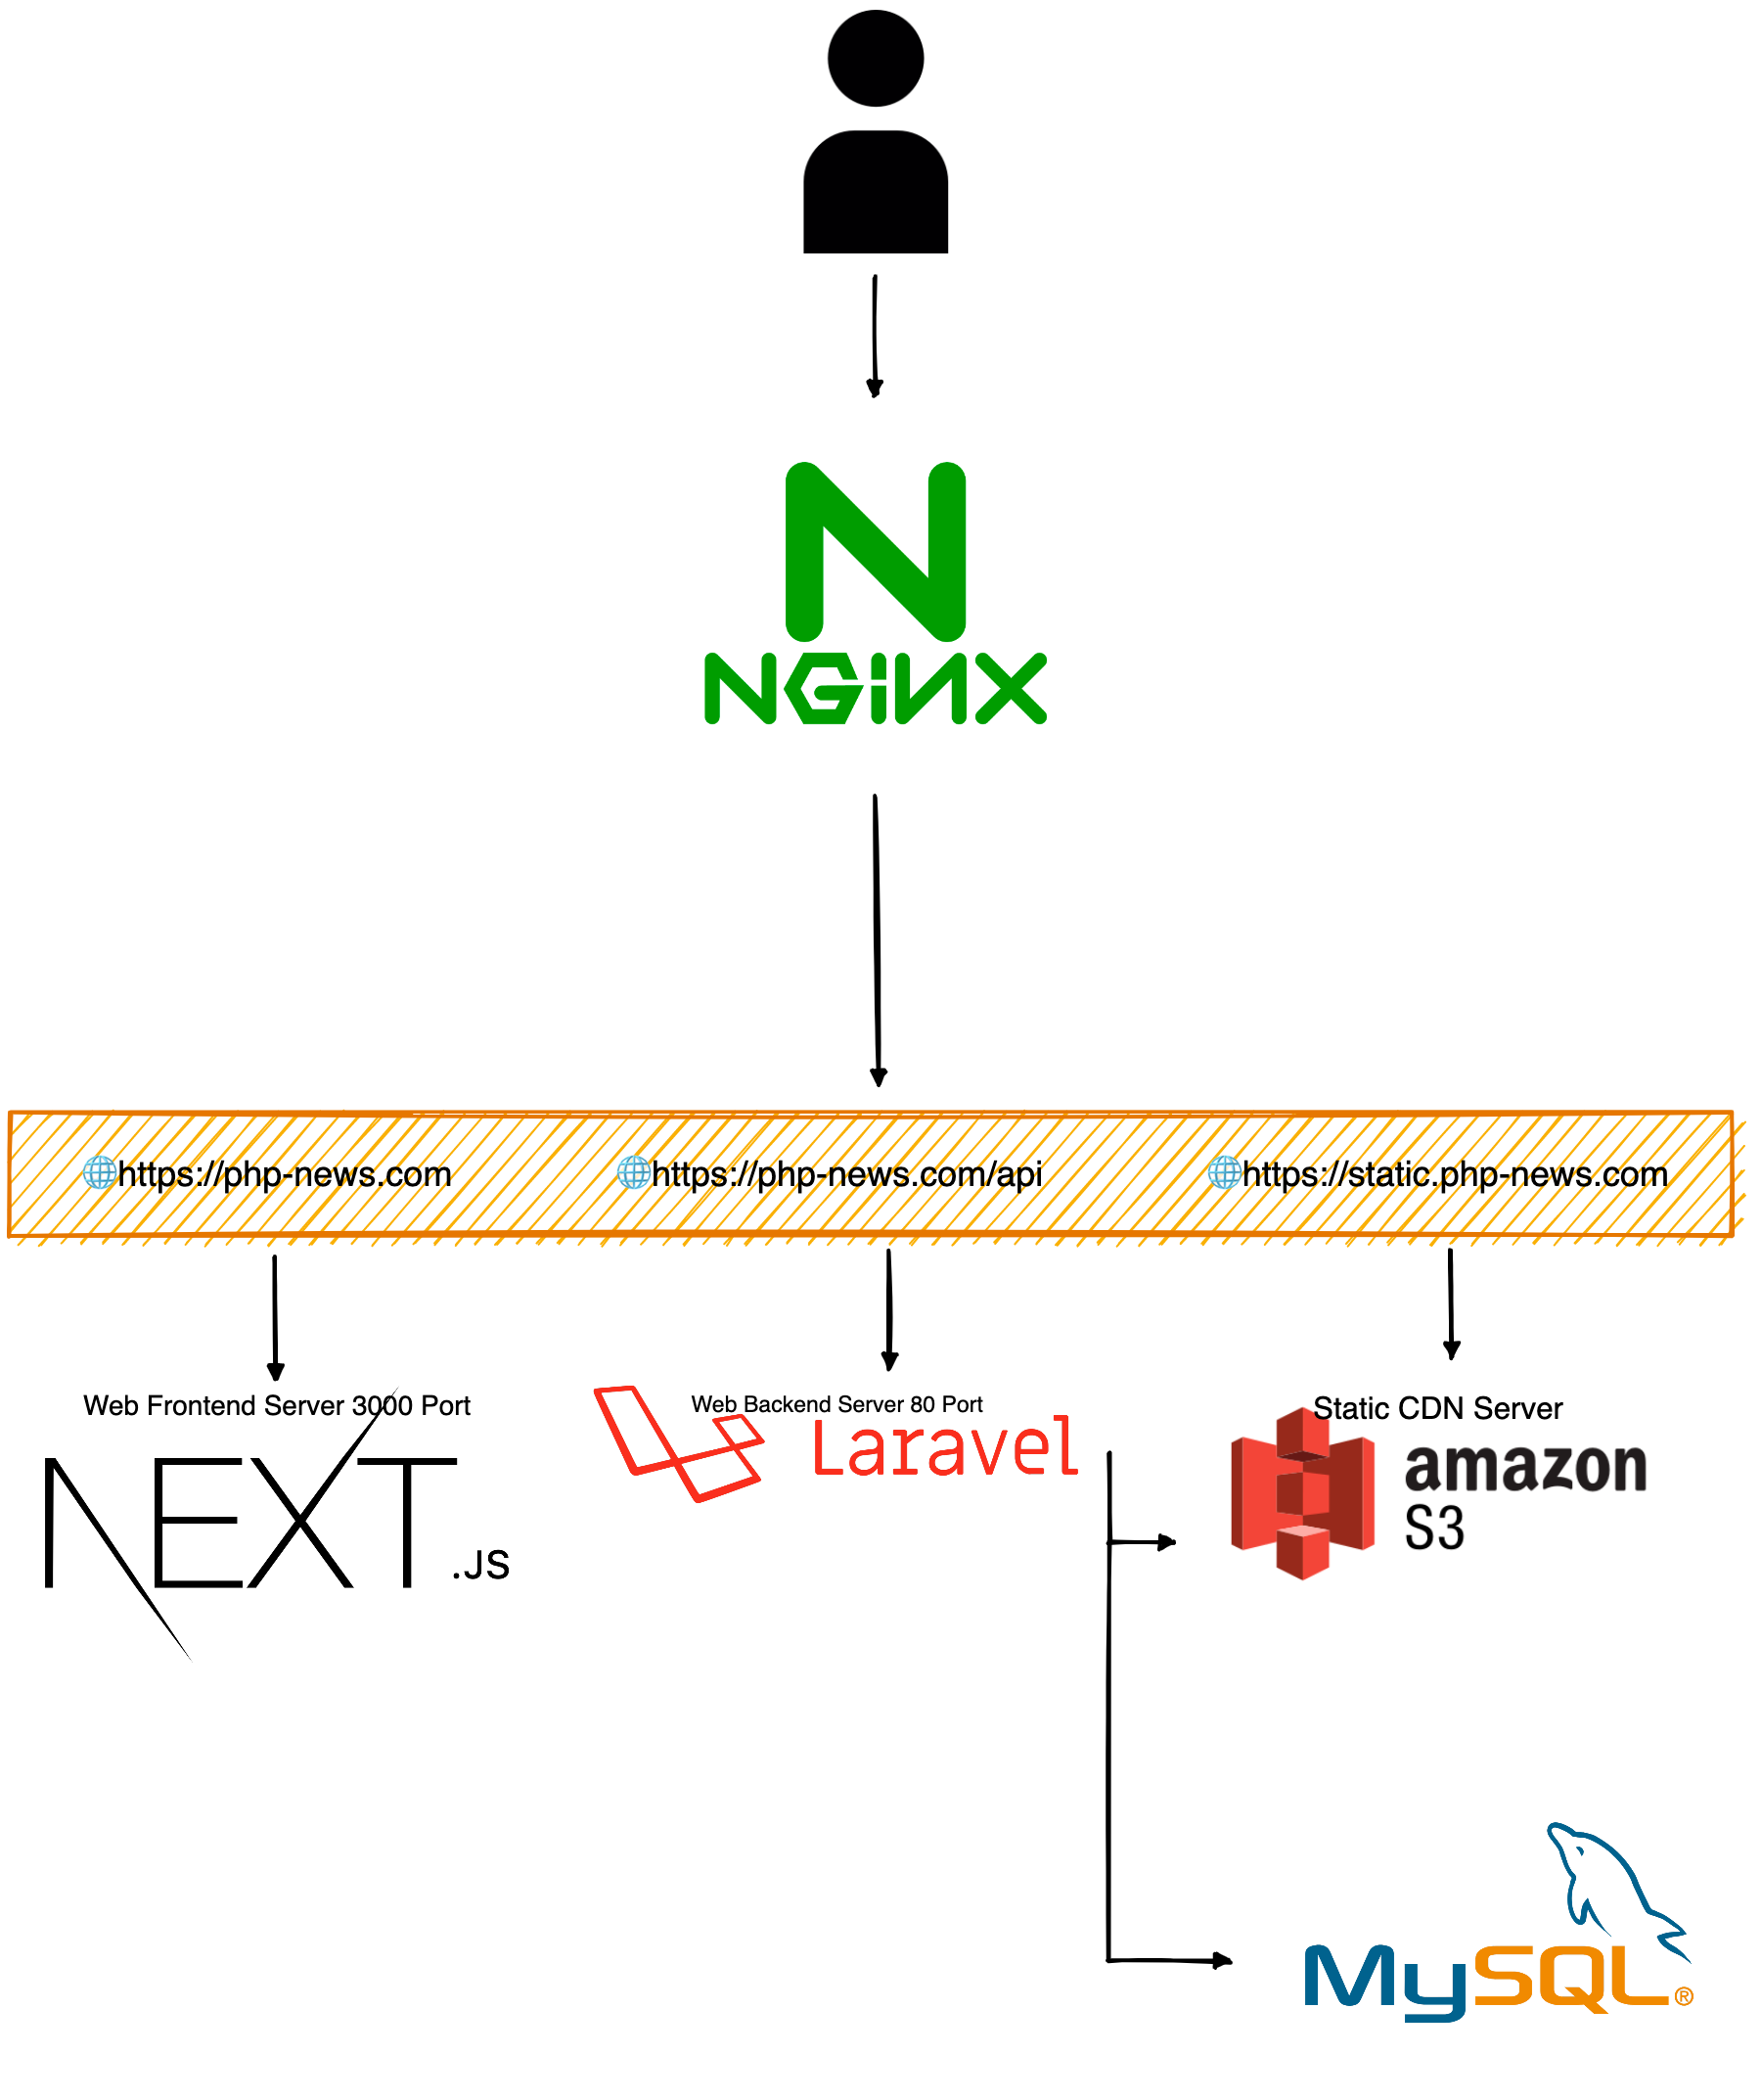 NGiNX
https://php-news.com
https://php-news.com/api
https://static.php-news.com
Web Frontend Server 3000 Port
NEXT.JS
Web Backend Server 80 Port
Laravel
Static CDN Server
amazon
S3
MySQL®